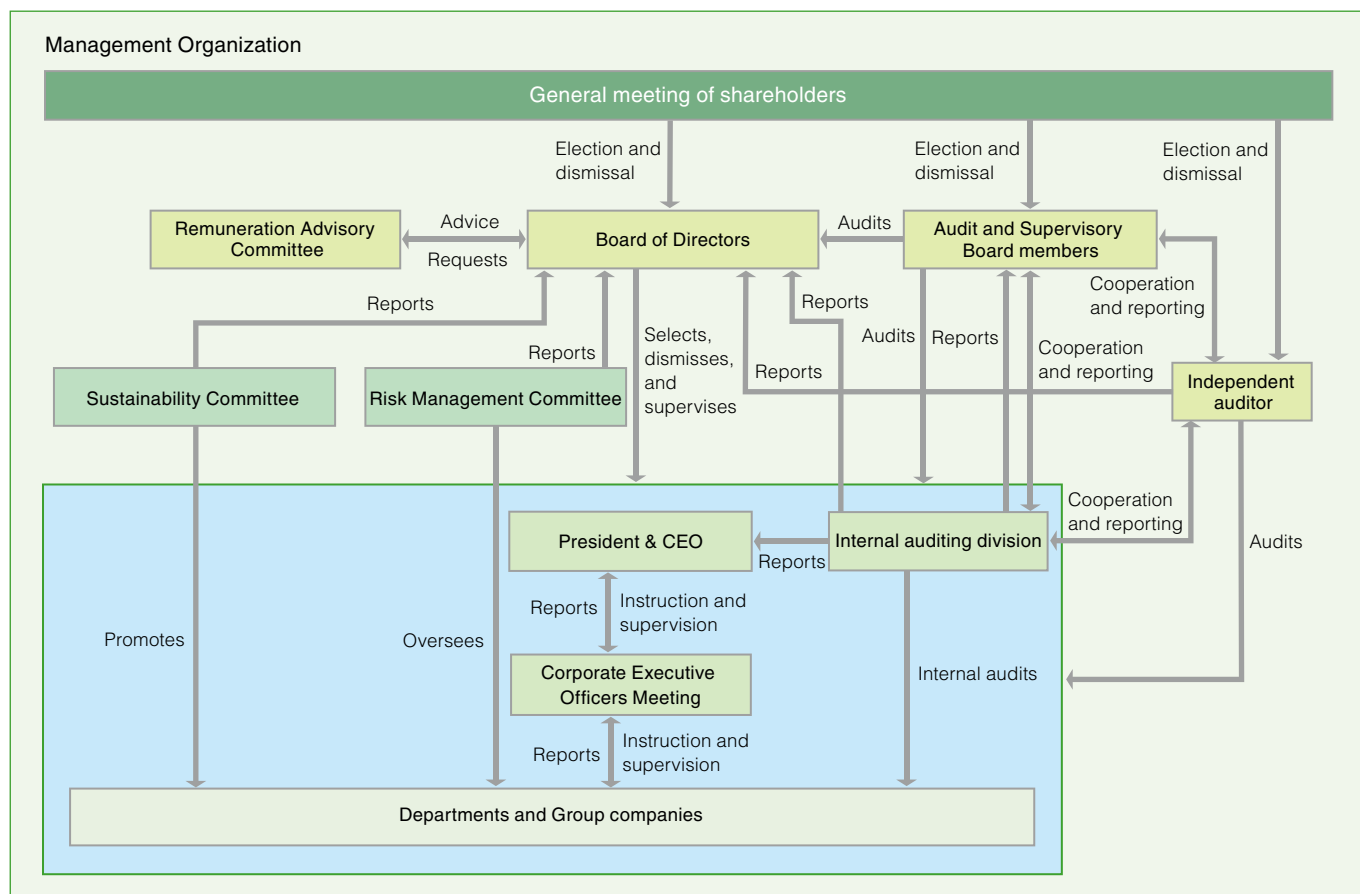 Management Organization
General meeting of shareholders
Election and
dismissal
Election and
dismissal
Election and
dismissal
Remuneration Advisory
Committee
Advice
Requests
Board of Directors
Audits
Audit and Supervisory
Board members
Cooperation
and reporting
Reports
Reports
Selects,
dismisses,
and
supervises
Reports
Audits
Reports
Cooperation
and reporting
Reports
Sustainability Committee
Risk Management Committee
Independent
auditor
President & CEO
Reports
Internal auditing division
Cooperation
and reporting
Audits
Reports
Instruction and
supervision
Promotes
Oversees
Corporate Executive
Officers Meeting
Internal audits
Reports
Instruction and
supervision
Departments and Group companies